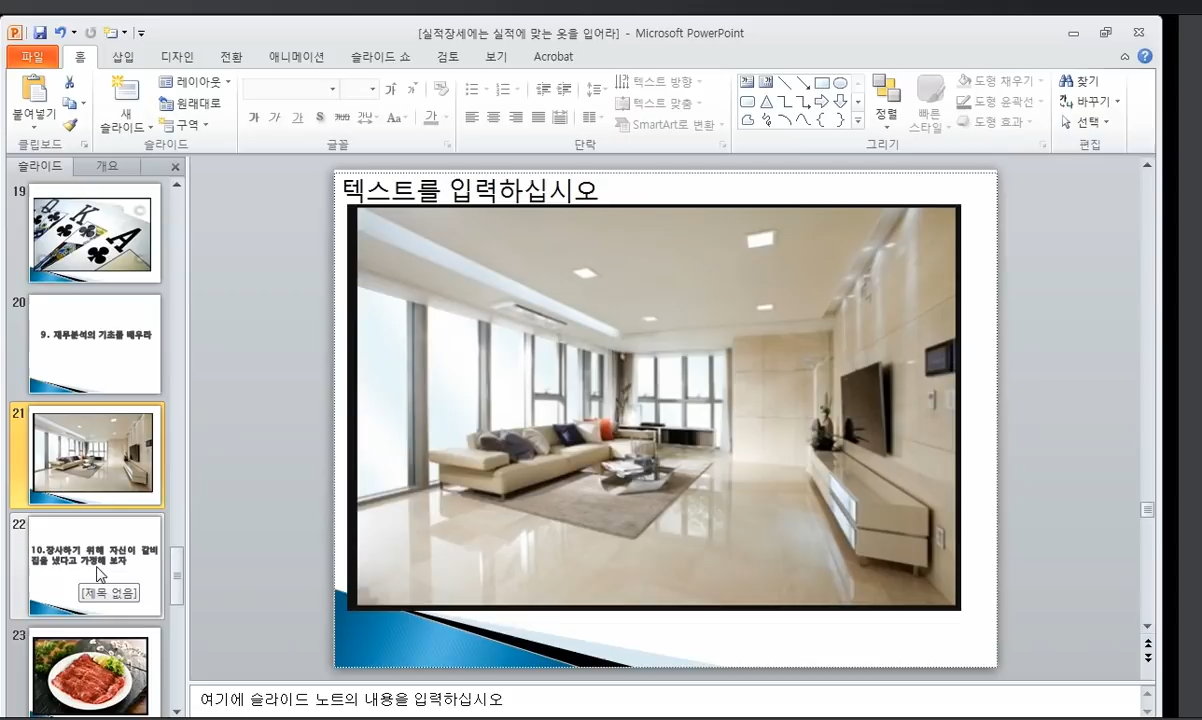 [실적장세에는 실적에 맞는 옷을 입어라] - Microsoft PowerPoint
파일 홈 삽입 디자인 전환 애니메이션 슬라이드 쇼 검토 보기 Acrobat
붙여넣기
클립보드
새 슬라이드
레이아웃
원래대로
구역
슬라이드
가 가 가 S 가나 Aa 가
글꼴
텍스트 방향
텍스트 맞춤
SmartArt로 변환
단락
정렬
빠른 스타일
도형 채우기
도형 윤곽선
도형 효과
그리기
찾기
바꾸기
선택
편집
슬라이드 개요
19
K
A
20
9. 재무분석의 기초를 배우라
21
22
10.장사하기 위해 자신이 갈비
집을 냈다고 가정해 보자
[제목 없음]
23
텍스트를 입력하십시오
여기에 슬라이드 노트의 내용을 입력하십시오